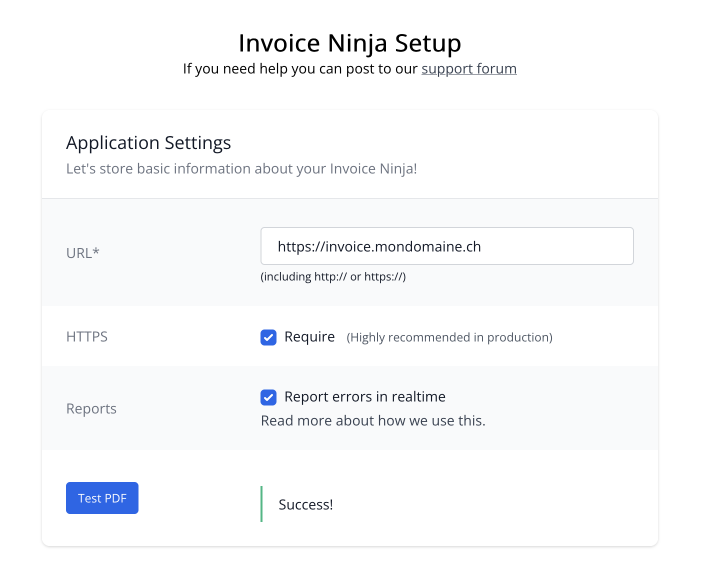 Invoice Ninja Setup
If you need help you can post to our support forum
Application Settings
Let's store basic information about your Invoice Ninja!
URL*
https://invoice.mondomaine.ch
(including http:// or https://)
HTTPS
Require (Highly recommended in production)
Reports
Report errors in realtime
Read more about how we use this.
Test PDF
Success!